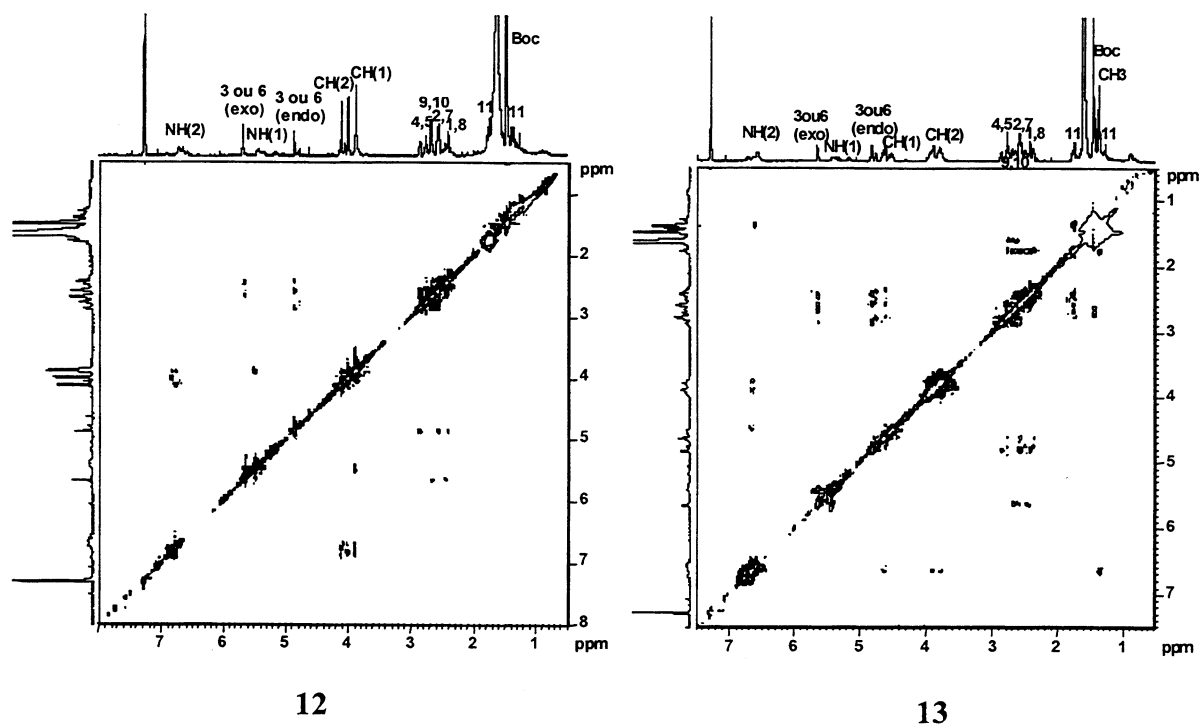 Boc
CH(2) CH(1)
3 ou 6
(exo)
3 ou 6
(endo)
NH(2)
NH(1)
9,10
4,5 2,7 1,8
11 11
ppm
2
3
4
5
6
7
8
7 6 5 4 3 2 1 ppm
12
Boc
CH3
3ou6
(exo)
3ou6
(endo)
NH(2)
NH(1)
CH(1)
CH(2)
4,52,7
1,8
9,10
11 11
ppm
1
2
3
4
5
6
7
7 6 5 4 3 2 1 ppm
13